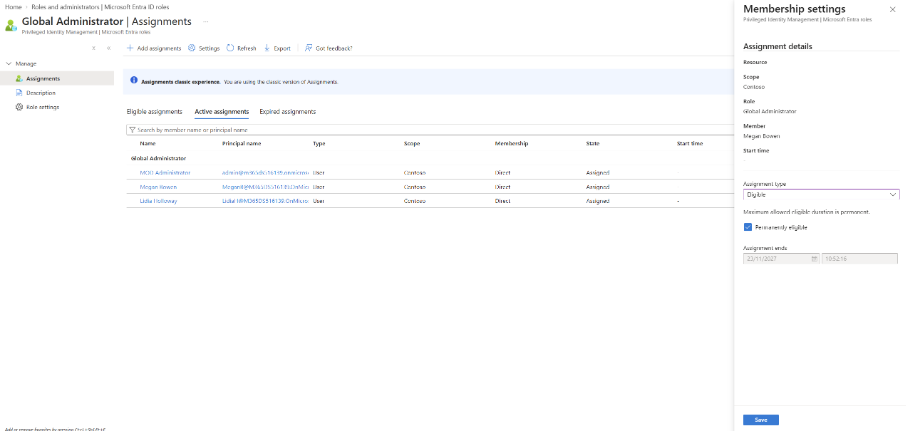 Home > Roles and administrators | Microsoft Entra ID roles
Global Administrator | Assignments ...
Privileged Identity Management | Microsoft Entra roles
Manage
Assignments
Description
Role settings
Add assignments Settings Refresh Export Got feedback?
Assignments classic experience. You are using the classic version of Assignments.
Eligible assignments Active assignments Expired assignments
Search by member name or principal name
Name Principal name Type Scope Membership State Start time
Global Administrator
MOD Administrator User Contoso Direct Assigned
Megan Bowen User Contoso Direct Assigned
Lidia Holloway User Contoso Direct Assigned -
Membership settings
Privileged Identity Management | Microsoft Entra roles
Assignment details
Resource
Scope
Contoso
Role
Global Administrator
Member
Megan Bowen
Start time
-
Assignment type
Eligible
Maximum allowed eligible duration is permanent.
Permanently eligible
Assignment ends
Save